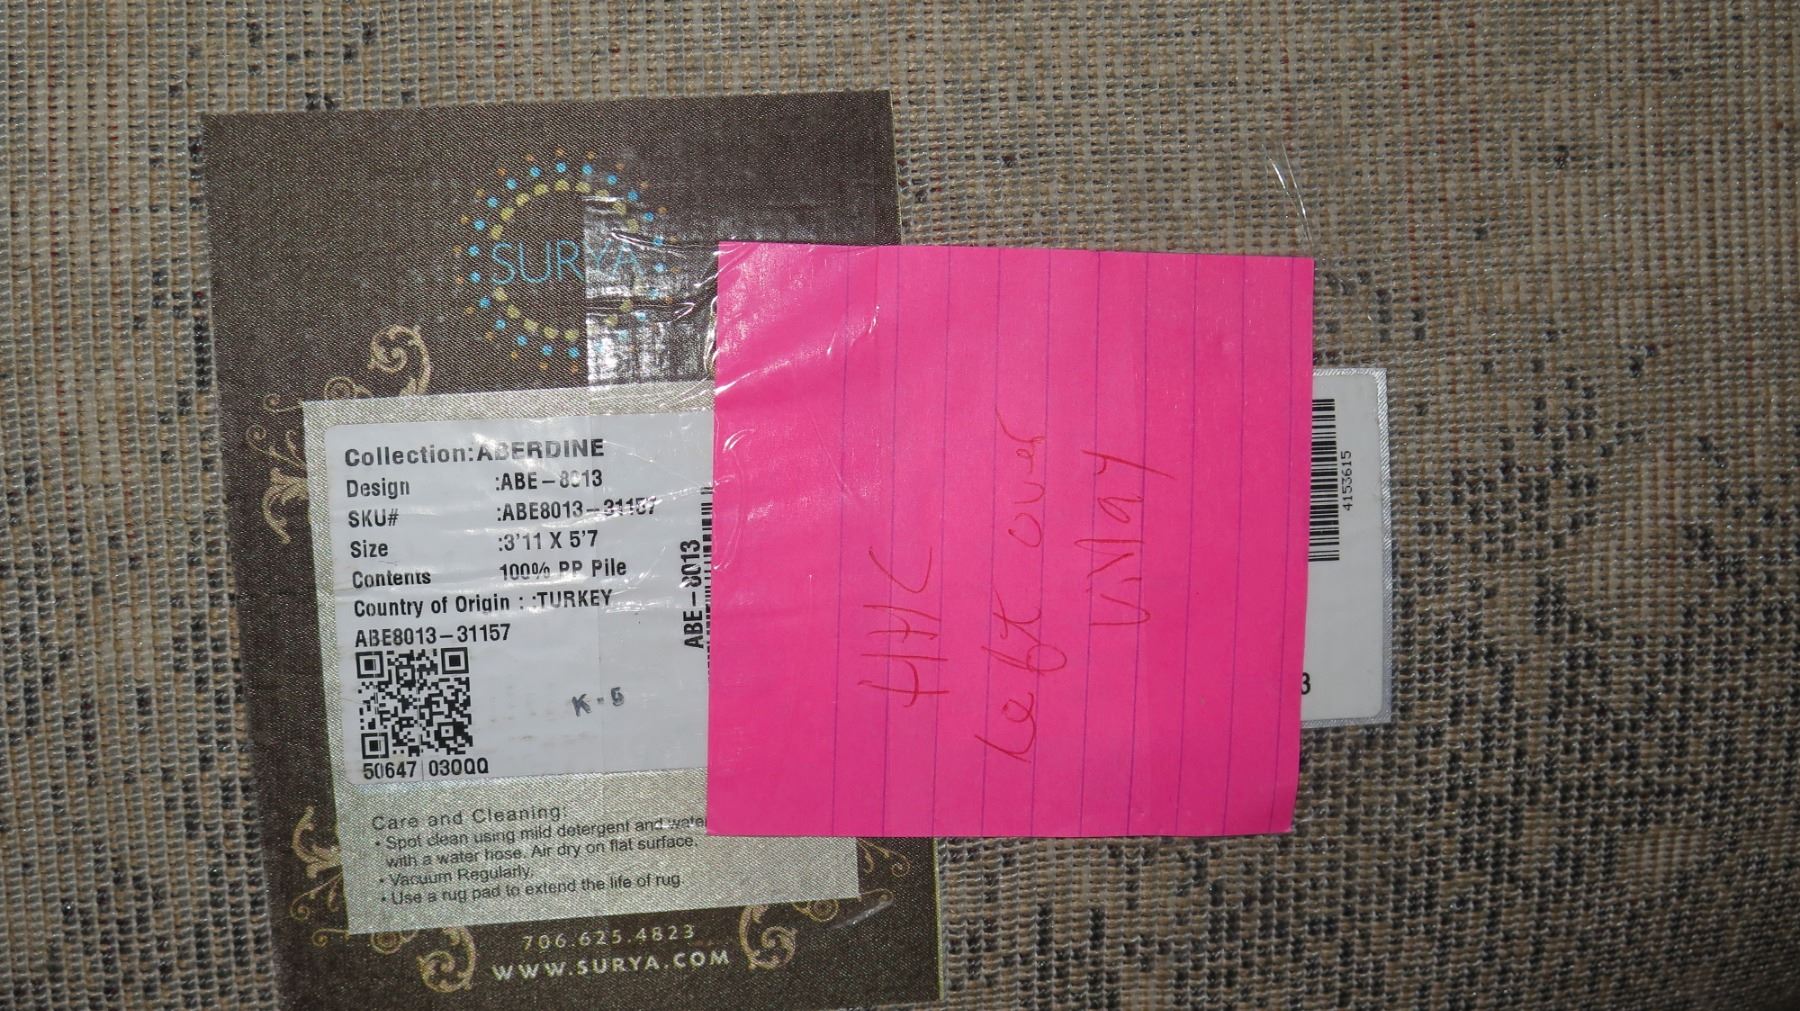 SURYA
Collection:ABERDINE
Design :ABE-8013
SKU# :ABE8013-31157
Size :3'11 X 5'7
Contents 100% PP Pile
Country of Origin : :TURKEY
ABE8013-31157
K-5
50647 030QQ
ABE-8013
Care and Cleaning:
• Spot clean using mild detergent and water
with a water hose. Air dry on flat surface.
• Vacuum Regularly.
• Use a rug pad to extend the life of rug
706.625.4823
WWW.SURYA.COM
HHC
left over
4153615
3